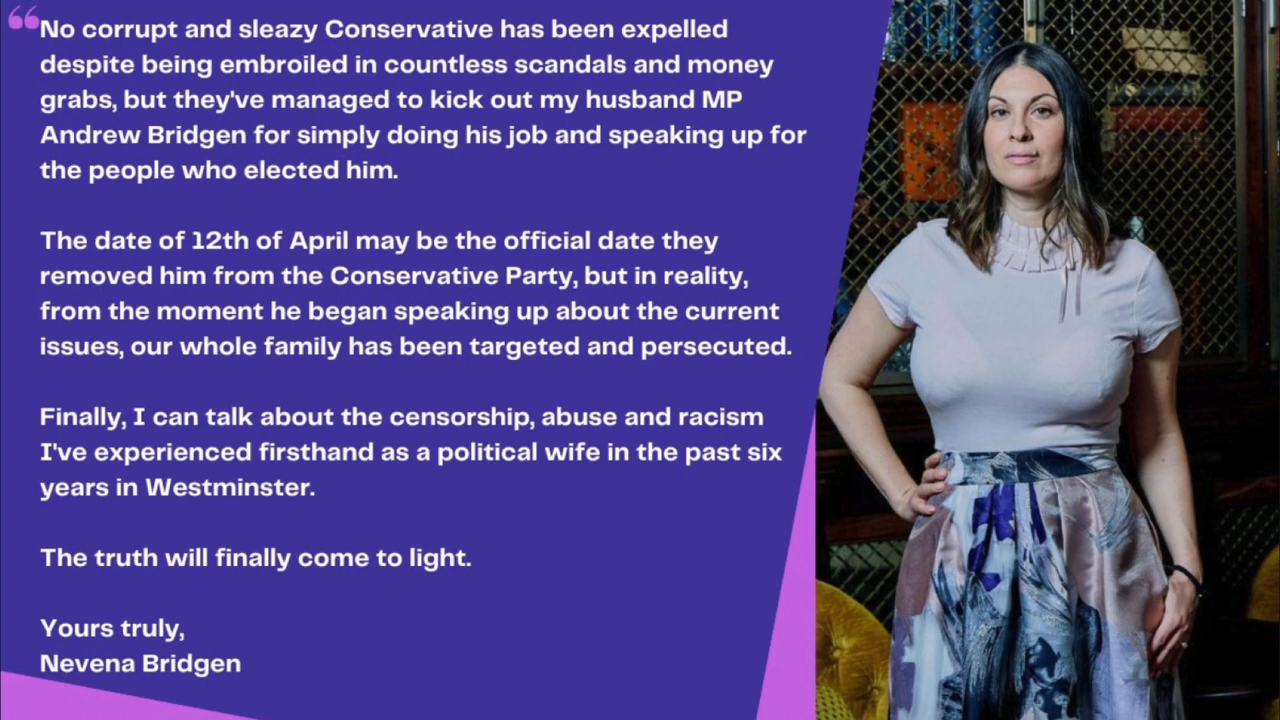 ❝No corrupt and sleazy Conservative has been expelled
despite being embroiled in countless scandals and money
grabs, but they've managed to kick out my husband MP
Andrew Bridgen for simply doing his job and speaking up for
the people who elected him.
The date of 12th of April may be the official date they
removed him from the Conservative Party, but in reality,
from the moment he began speaking up about the current
issues, our whole family has been targeted and persecuted.
Finally, I can talk about the censorship, abuse and racism
I've experienced firsthand as a political wife in the past six
years in Westminster.
The truth will finally come to light.
Yours truly,
Nevena Bridgen